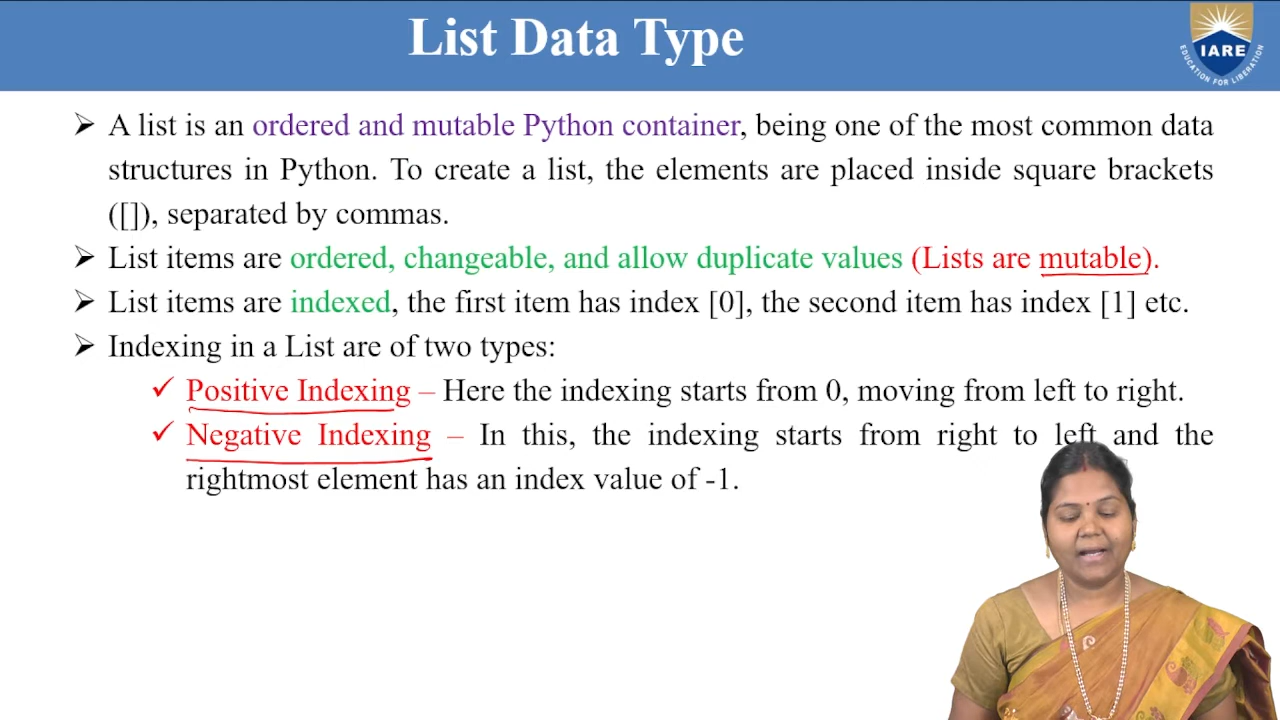 List Data Type
IARE
EDUCATION FOR LIBERATION
➢ A list is an ordered and mutable Python container, being one of the most common data
structures in Python. To create a list, the elements are placed inside square brackets
([]), separated by commas.
➢ List items are ordered, changeable, and allow duplicate values (Lists are mutable).
➢ List items are indexed, the first item has index [0], the second item has index [1] etc.
➢ Indexing in a List are of two types:
✓ Positive Indexing – Here the indexing starts from 0, moving from left to right.
✓ Negative Indexing – In this, the indexing starts from right to left and the
rightmost element has an index value of -1.